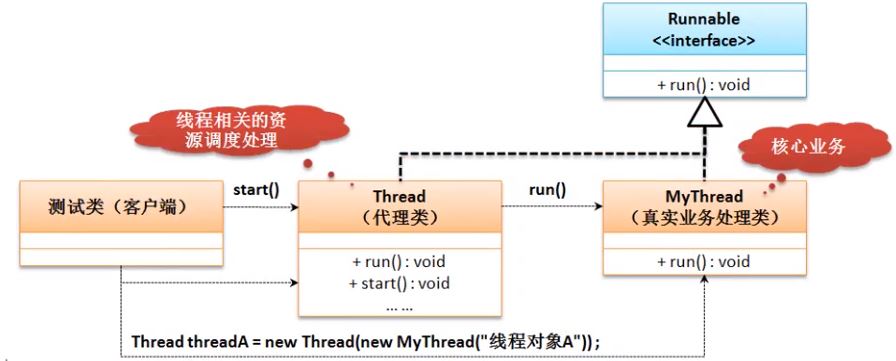 Runnable
<<interface>>
+ run() : void
线程相关的资
源调度处理
核心业务
测试类（客户端）
start()
Thread
（代理类）
run()
MyThread
（真实业务处理类）
+ run() : void
+ start() : void
... ...
+ run() : void
Thread threadA = new Thread(new MyThread("线程对象A"));